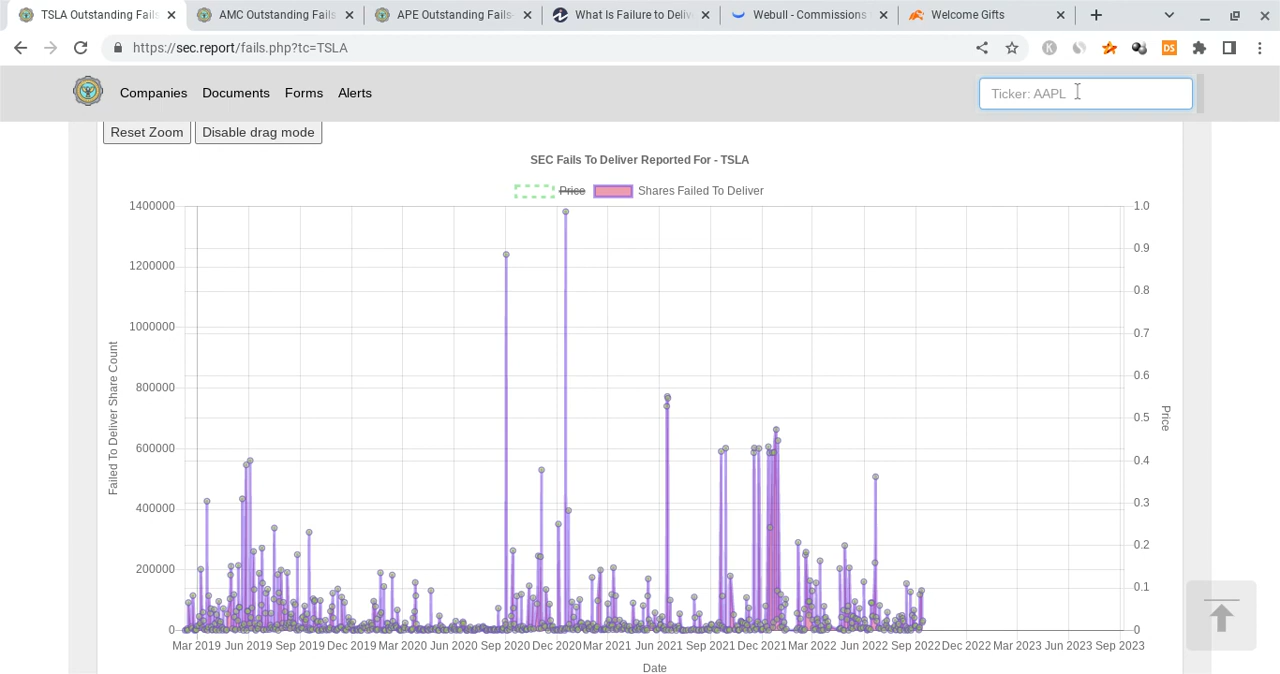 TSLA Outstanding Fails
AMC Outstanding Fails
APE Outstanding Fails
What Is Failure to Deliv
Webull - Commissions
Welcome Gifts
https://sec.report/fails.php?tc=TSLA
K
DS
Companies
Documents
Forms
Alerts
Ticker: AAPL
Reset Zoom
Disable drag mode
SEC Fails To Deliver Reported For - TSLA
Price
Shares Failed To Deliver
1400000
1200000
1000000
800000
600000
400000
200000
0
Failed To Deliver Share Count
1.0
0.9
0.8
0.7
0.6
0.5
0.4
0.3
0.2
0.1
0
Price
Mar 2019 Jun 2019 Sep 2019 Dec 2019 Mar 2020 Jun 2020 Sep 2020 Dec 2020 Mar 2021 Jun 2021 Sep 2021 Dec 2021 Mar 2022 Jun 2022 Sep 2022 Dec 2022 Mar 2023 Jun 2023 Sep 2023
Date